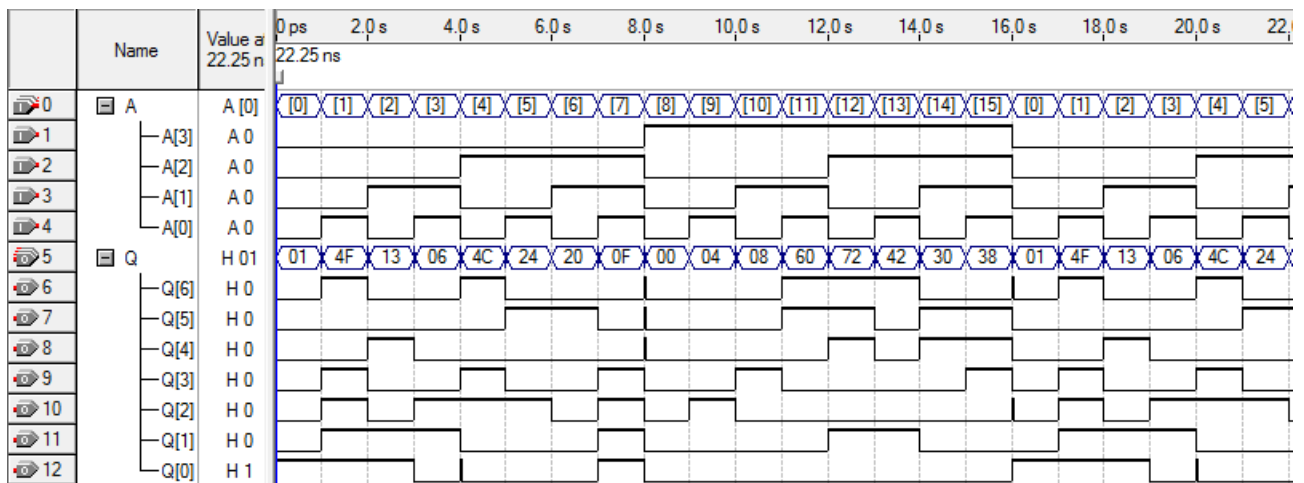 Name Value a 22.25 n 0 ps 2.0 s 4.0 s 6.0 s 8.0 s 10.0 s 12.0 s 14.0 s 16.0 s 18.0 s 20.0 s 22.
22.25 ns
0 A A [0] [0] [1] [2] [3] [4] [5] [6] [7] [8] [9] [10] [11] [12] [13] [14] [15] [0] [1] [2] [3] [4] [5]
1 A[3] A 0
2 A[2] A 0
3 A[1] A 0
4 A[0] A 0
5 Q H 01 01 4F 13 06 4C 24 20 0F 00 04 08 60 72 42 30 38 01 4F 13 06 4C 24
6 Q[6] H 0
7 Q[5] H 0
8 Q[4] H 0
9 Q[3] H 0
10 Q[2] H 0
11 Q[1] H 0
12 Q[0] H 1